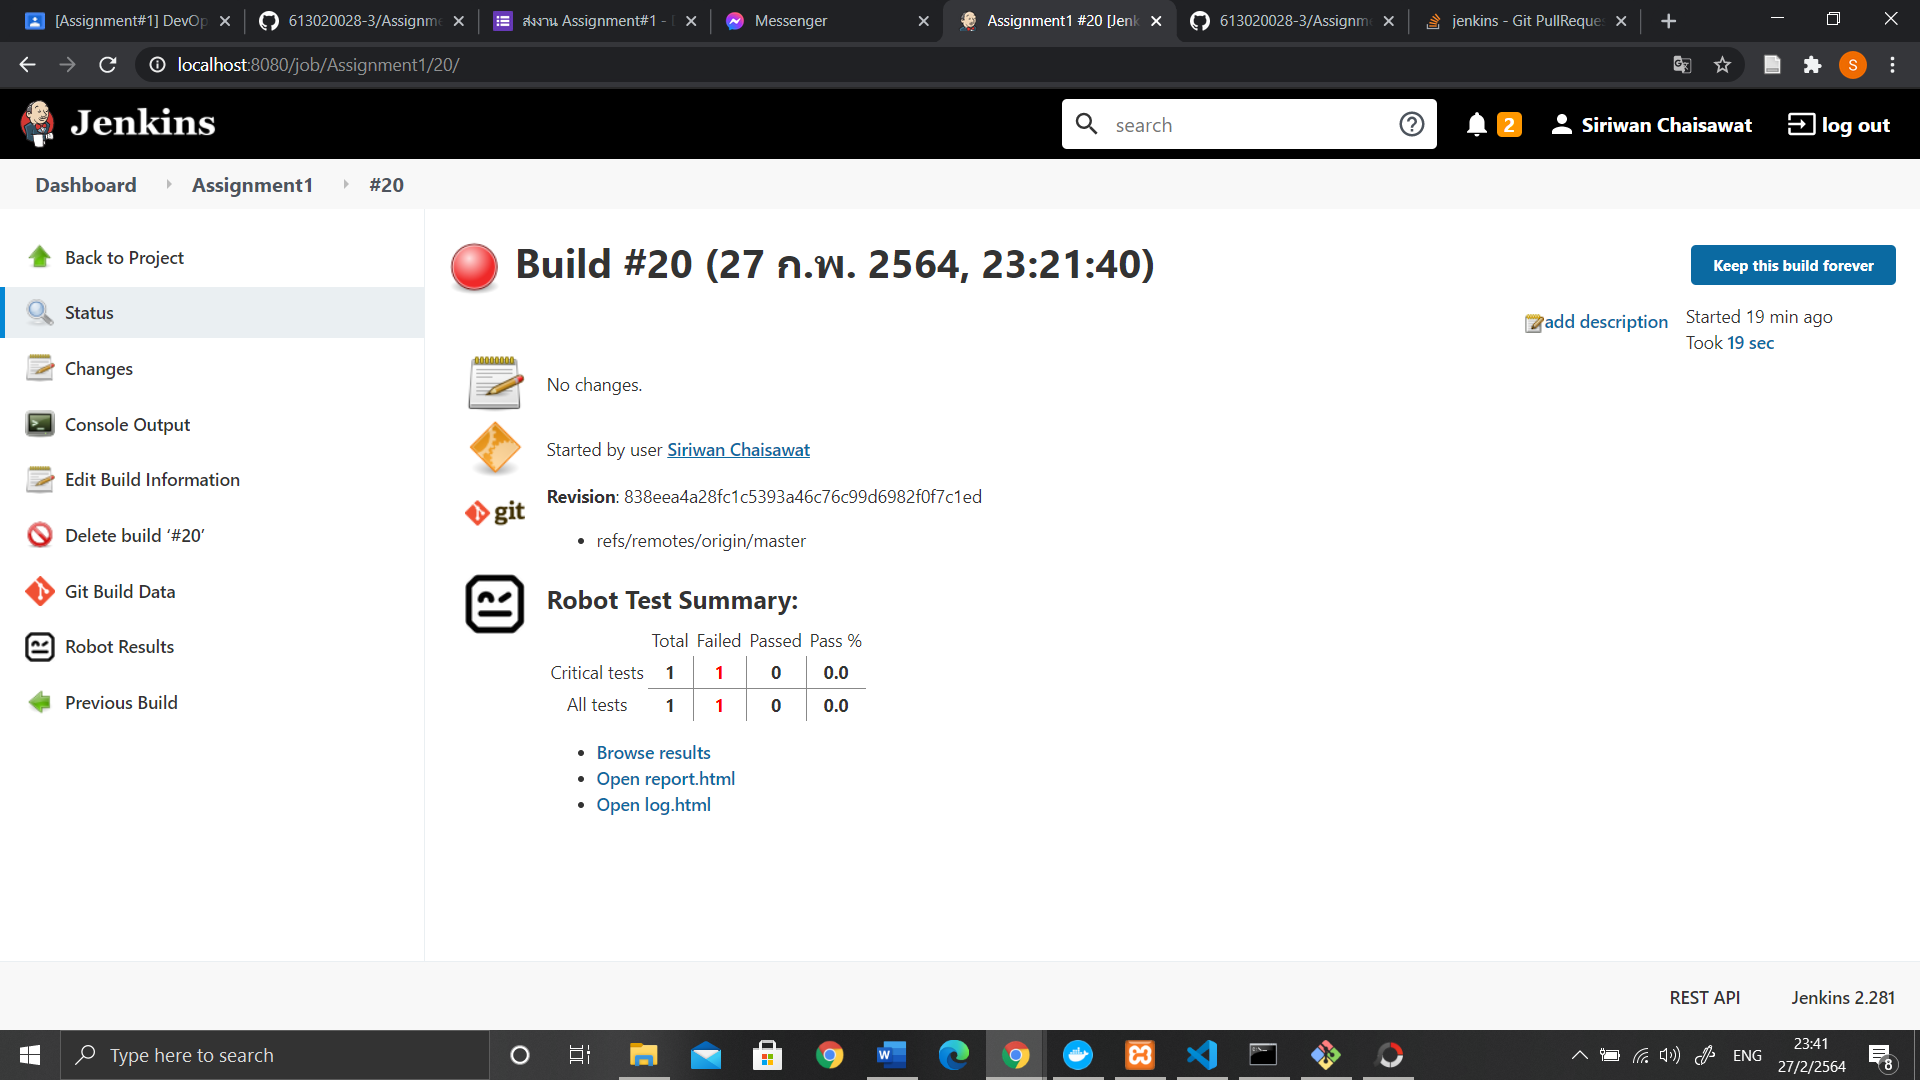 [Assignment#1] DevOp
613020028-3/Assignme
ส่งงาน Assignment#1 - D
Messenger
Assignment1 #20 [Jenk
613020028-3/Assignm
jenkins - Git PullReques
localhost:8080/job/Assignment1/20/
S
Jenkins
search
2
Siriwan Chaisawat
log out
Dashboard
Assignment1
#20
Back to Project
Status
Changes
Console Output
Edit Build Information
Delete build ‘#20’
Git Build Data
Robot Results
Previous Build
Build #20 (27 ก.พ. 2564, 23:21:40)
Keep this build forever
add description
Started 19 min ago
Took 19 sec
No changes.
Started by user Siriwan Chaisawat
git
Revision: 838eea4a28fc1c5393a46c76c99d6982f0f7c1ed
refs/remotes/origin/master
Robot Test Summary:
Total Failed Passed Pass %
Critical tests 1 1 0 0.0
All tests 1 1 0 0.0
Browse results
Open report.html
Open log.html
REST API
Jenkins 2.281
Type here to search
ENG
23:41
27/2/2564
8